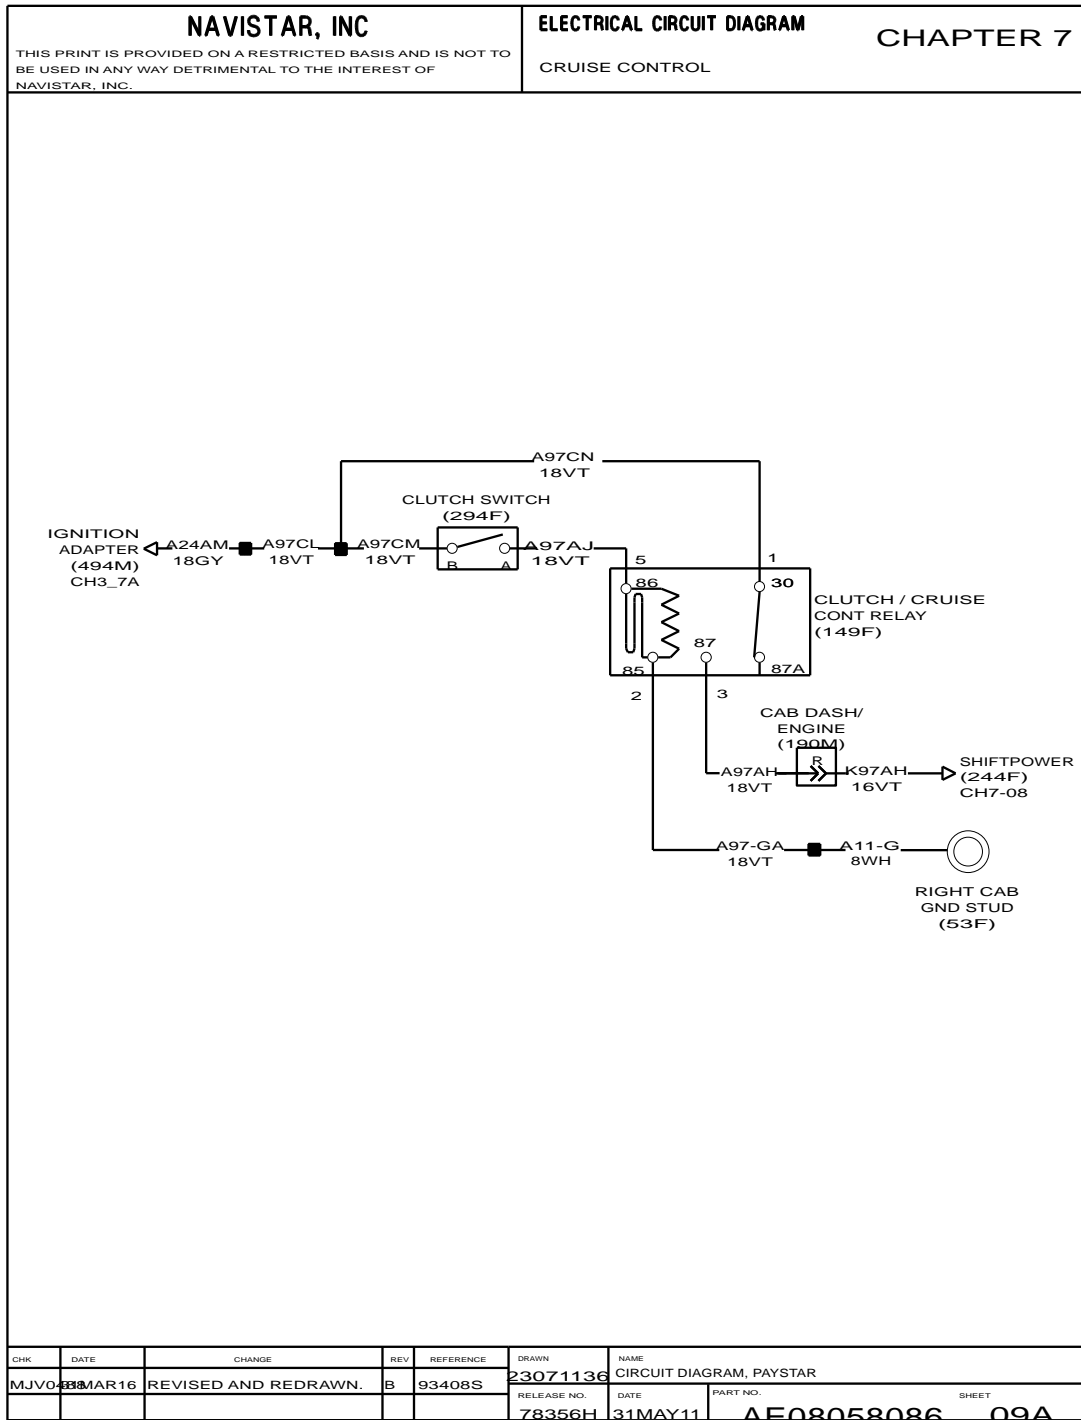 NAVISTAR, INC
THIS PRINT IS PROVIDED ON A RESTRICTED BASIS AND IS NOT TO
BE USED IN ANY WAY DETRIMENTAL TO THE INTEREST OF
NAVISTAR, INC.
ELECTRICAL CIRCUIT DIAGRAM
CRUISE CONTROL
CHAPTER 7
A97CN
18VT
CLUTCH SWITCH
(294F)
IGNITION
ADAPTER
(494M)
CH3_7A
A24AM
18GY
A97CL
18VT
A97CM
18VT
B
A
A97AJ
18VT
5
1
86
30
CLUTCH / CRUISE
CONT RELAY
(149F)
87
85
87A
2
3
CAB DASH/
ENGINE
(190M)
R
A97AH
18VT
K97AH
16VT
SHIFTPOWER
(244F)
CH7-08
A97-GA
18VT
A11-G
8WH
RIGHT CAB
GND STUD
(53F)
CHK
DATE
CHANGE
REV
REFERENCE
DRAWN
NAME
MAR16
REVISED AND REDRAWN.
B
93408S
23071136
CIRCUIT DIAGRAM, PAYSTAR
RELEASE NO.
DATE
PART NO.
SHEET
78356H
31MAY11
AE08058086
09A